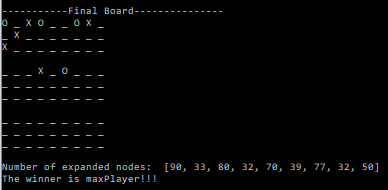 -----------Final Board---------------
O _ X O _ _ O X _
_ X _ _ _ _ _ _ _
X _ _ _ _ _ _ _ _
_ _ _ X _ O _ _ _
_ _ _ _ _ _ _ _ _
_ _ _ _ _ _ _ _ _
_ _ _ _ _ _ _ _ _
_ _ _ _ _ _ _ _ _
_ _ _ _ _ _ _ _ _
Number of expanded nodes:  [90, 33, 80, 32, 70, 39, 77, 32, 50]
The winner is maxPlayer!!!